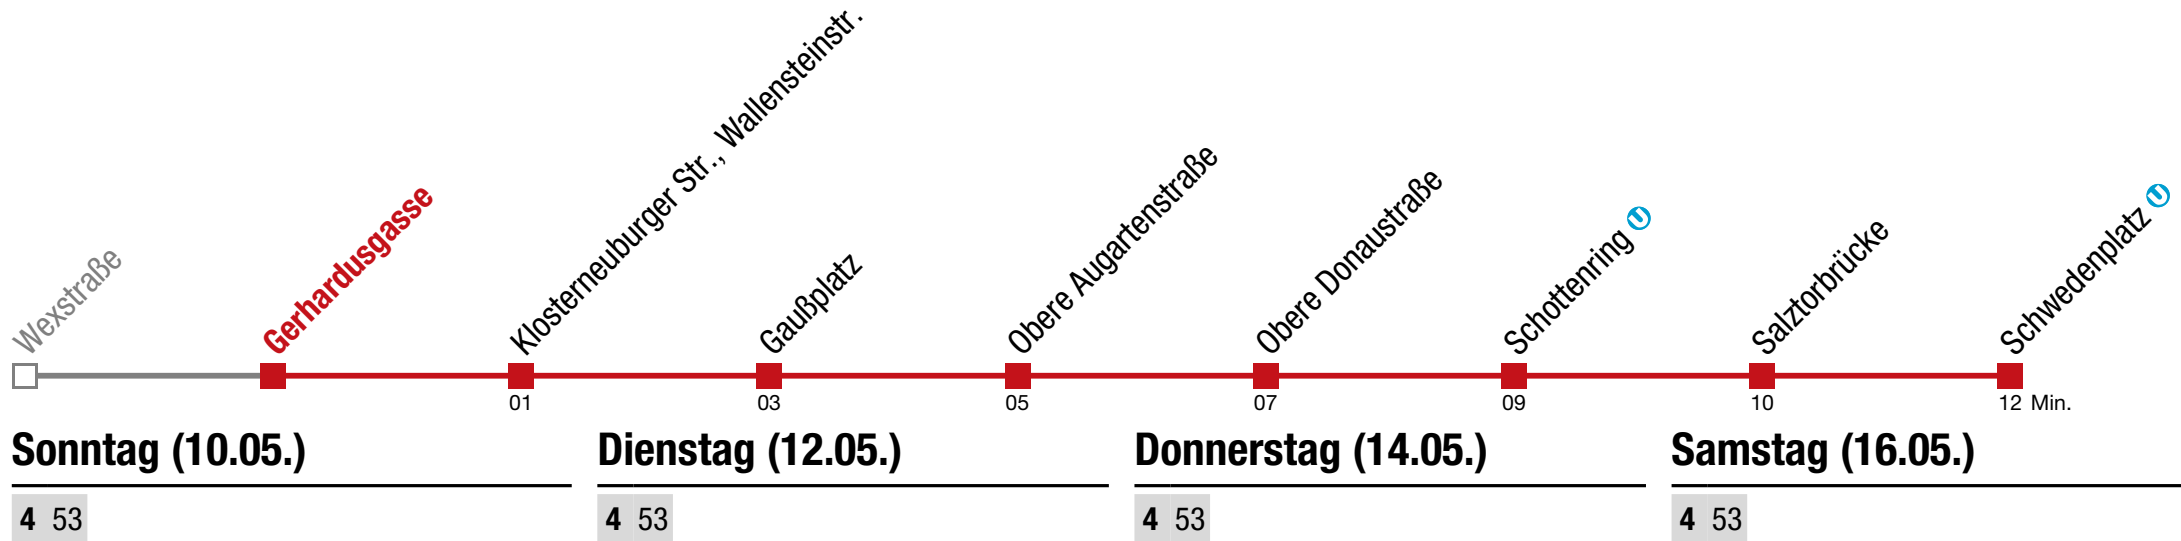 Wexstraße
Gerhardusgasse
Klosterneuburger Str., Wallensteinstr.
Gaußplatz
Obere Augartenstraße
Obere Donaustraße
Schottenring U
Salztorbrücke
Schwedenplatz U
01 03 05 07 09 10 12 Min.
Sonntag (10.05.) Dienstag (12.05.) Donnerstag (14.05.) Samstag (16.05.)
4 53 4 53 4 53 4 53